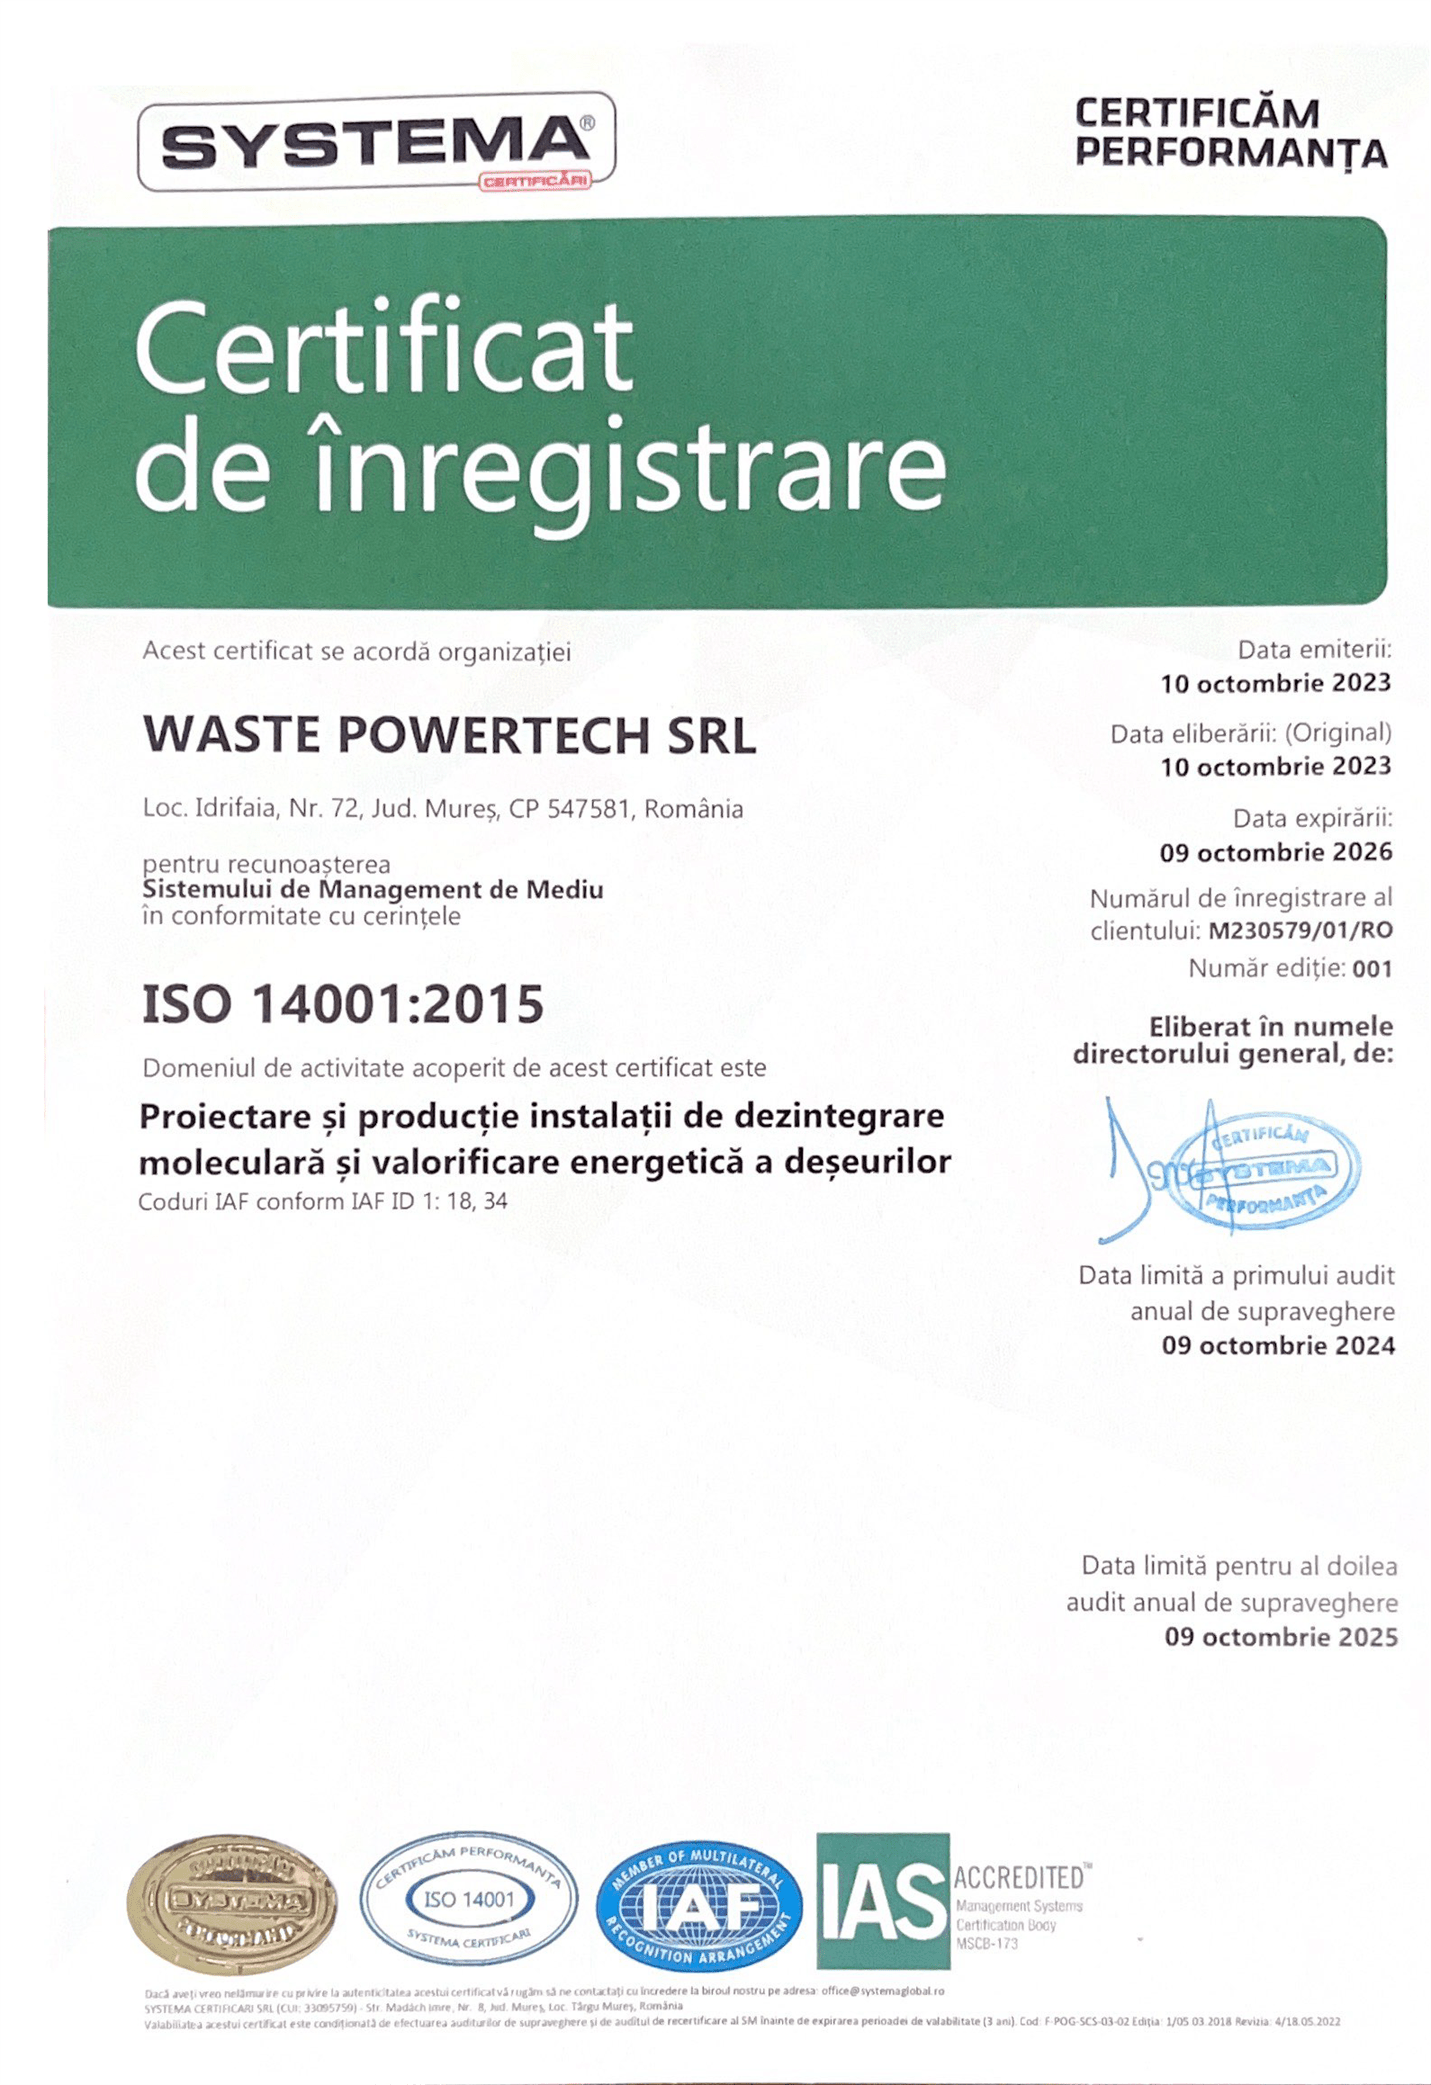 SYSTEMA®
CERTIFICĂRI
CERTIFICĂM
PERFORMANȚA
Certificat
de înregistrare
Acest certificat se acordă organizației
WASTE POWERTECH SRL
Loc. Idrifaia, Nr. 72, Jud. Mureș, CP 547581, România
pentru recunoașterea
Sistemului de Management de Mediu
în conformitate cu cerințele
ISO 14001:2015
Domeniul de activitate acoperit de acest certificat este
Proiectare și producție instalații de dezintegrare
moleculară și valorificare energetică a deșeurilor
Coduri IAF conform IAF ID 1: 18, 34
Data emiterii:
10 octombrie 2023
Data eliberării: (Original)
10 octombrie 2023
Data expirării:
09 octombrie 2026
Numărul de înregistrare al
clientului: M230579/01/RO
Număr ediție: 001
Eliberat în numele
directorului general, de:
CERTIFICĂM
SYSTEMA
PERFORMANȚA
Data limită a primului audit
anual de supraveghere
09 octombrie 2024
Data limită pentru al doilea
audit anual de supraveghere
09 octombrie 2025
SYSTEMA
CERTIFICĂM PERFORMANȚA
ISO 14001
SYSTEMA CERTIFICARI
MEMBER OF MULTILATERAL
IAF
RECOGNITION ARRANGEMENT
IAS
ACCREDITED™
Management Systems
Certification Body
MSCB-173
Dacă aveți vreo nelămurire cu privire la autenticitatea acestui certificat vă rugăm să ne contactați cu încredere la biroul nostru pe adresa: office@systemaglobal.ro
SYSTEMA CERTIFICARI SRL (CUI: 33095759) - Str. Madách Imre, Nr. 8, Jud. Mureș, Loc. Târgu Mureș, România
Valabilitatea acestui certificat este condiționată de efectuarea auditurilor de supraveghere și de auditul de recertificare al SM înainte de expirarea perioadei de valabilitate (3 ani). Cod: F-POG-SCS-03-02 Ediția: 1/05.03.2018 Revizia: 4/18.05.2022